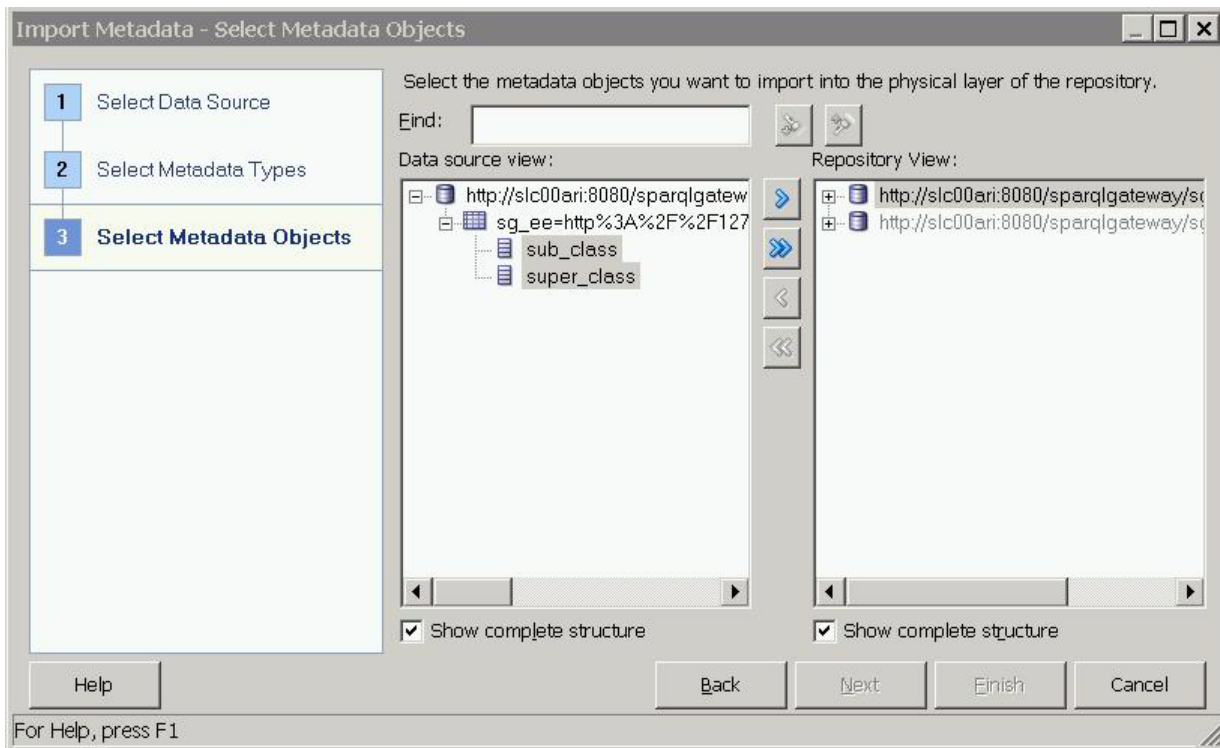 Import Metadata - Select Metadata Objects
1 Select Data Source
2 Select Metadata Types
3 Select Metadata Objects
Select the metadata objects you want to import into the physical layer of the repository.
Find:
Data source view:
http://slc00ari:8080/sparqlgatew
sg_ee=http%3A%2F%2F127
sub_class
super_class
Show complete structure
Repository View:
http://slc00ari:8080/sparqlgateway/s
http://slc00ari:8080/sparqlgateway/s
Show complete structure
Help
Back
Next
Finish
Cancel
For Help, press F1